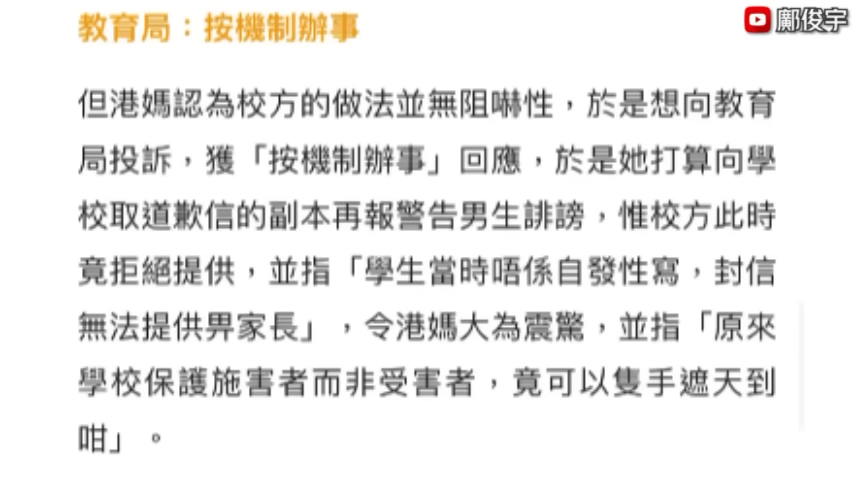 教育局：按機制辦事
鄺俊宇
但港媽認為校方的做法並無阻嚇性，於是想向教育
局投訴，獲「按機制辦事」回應，於是她打算向學
校取道歉信的副本再報警告男生誹謗，惟校方此時
竟拒絕提供，並指「學生當時唔係自發性寫，封信
無法提供畀家長」，令港媽大為震驚，並指「原來
學校保護施害者而非受害者，竟可以隻手遮天到
咁」。